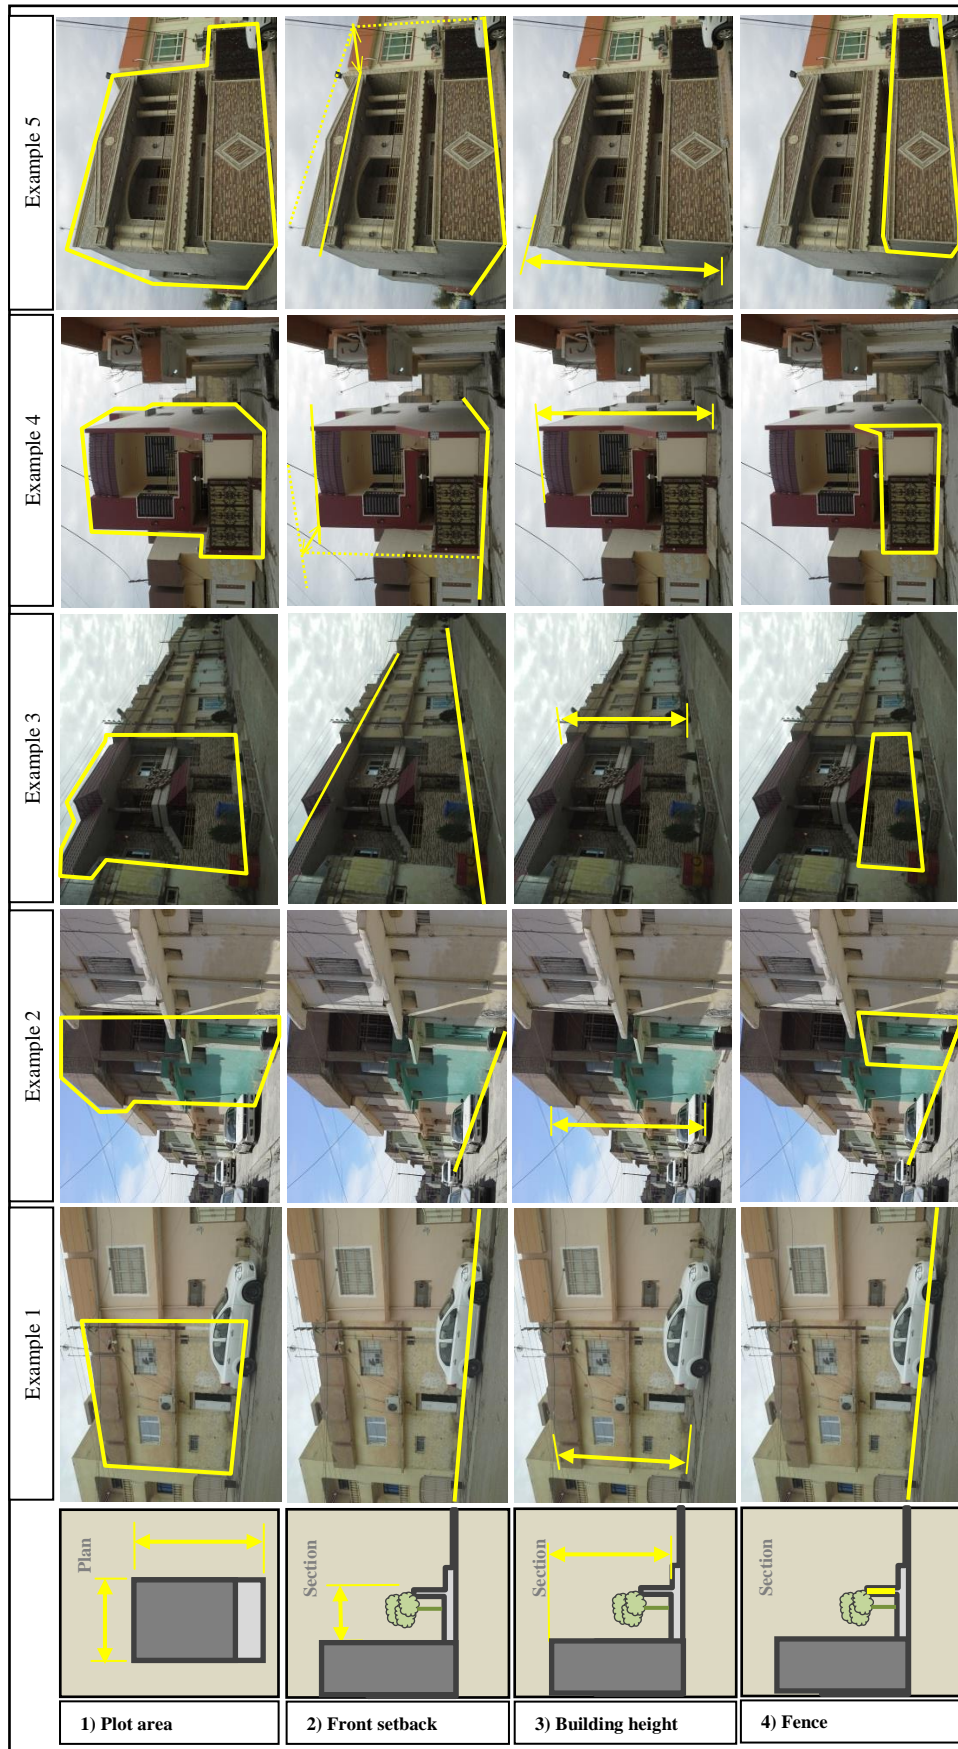 Example 5
Example 4
Example 3
Example 2
Example 1
Plan
Section
Section
Section
1) Plot area
2) Front setback
3) Building height
4) Fence